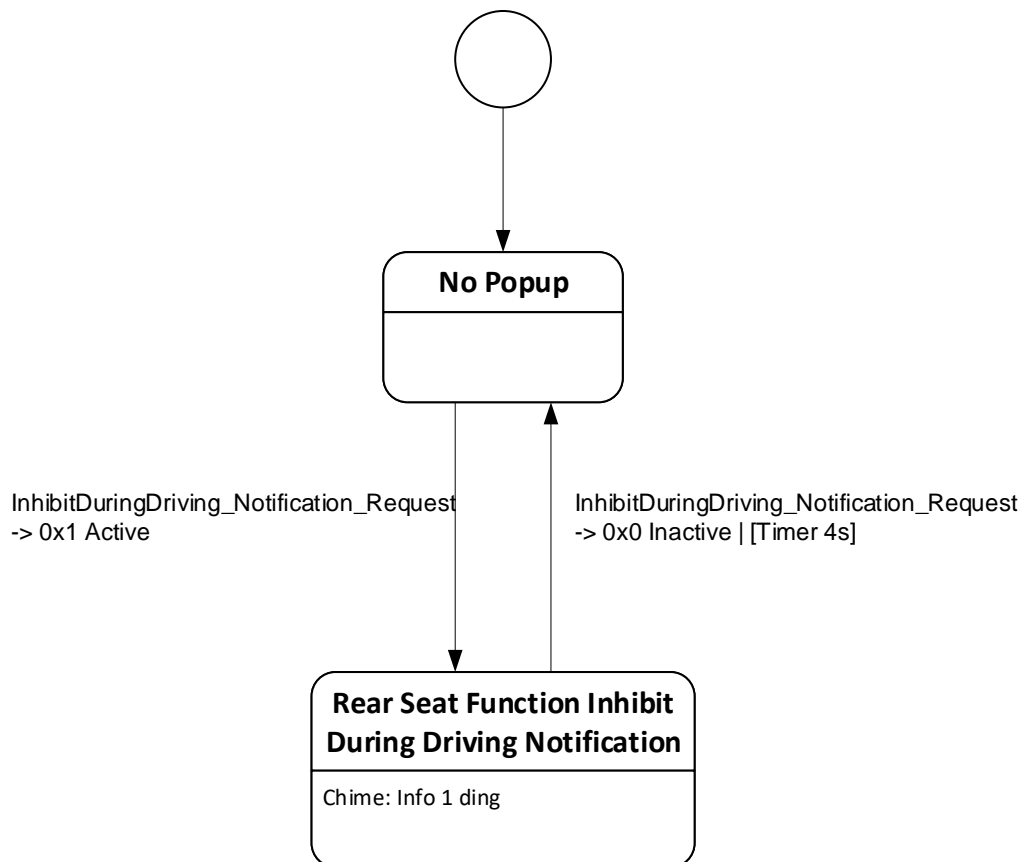 No Popup
InhibitDuringDriving_Notification_Request
-> 0x1 Active
InhibitDuringDriving_Notification_Request
-> 0x0 Inactive | [Timer 4s]
Rear Seat Function Inhibit
During Driving Notification
Chime: Info 1 ding